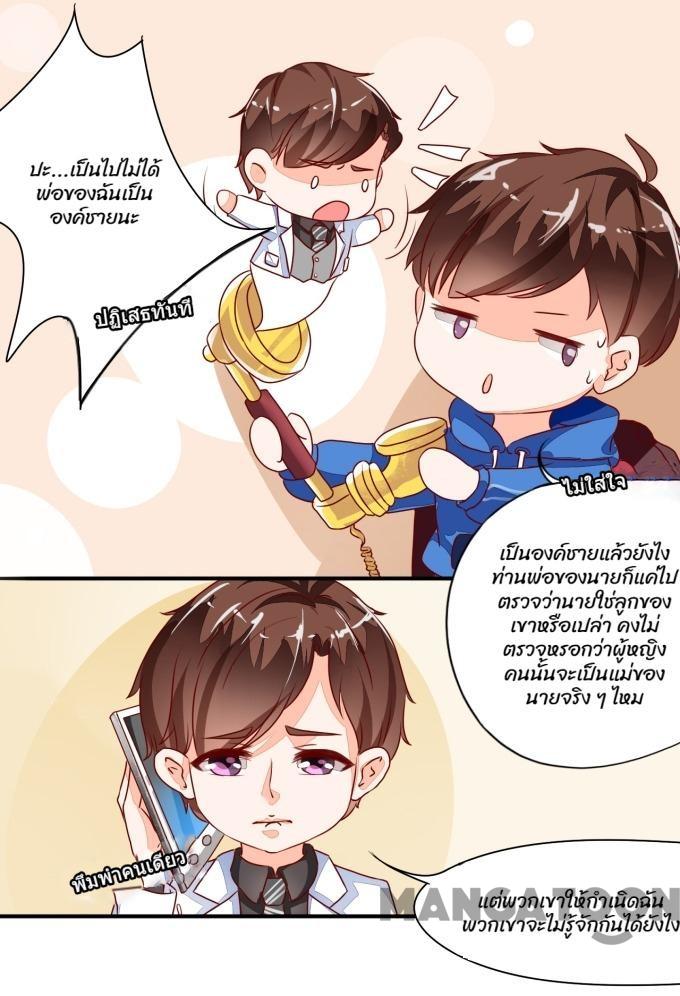 ปะ...เป็นไปไม่ได้
พ่อของฉันเป็น
องค์ชายนะ
ปฏิเสธทันที
ไม่ใส่ใจ
เป็นองค์ชายแล้วยังไง
ท่านพ่อของนายก็แค่ไป
ตรวจว่านายใช่ลูกของ
เขาหรือเปล่า คงไม่
ตรวจหรอกว่าผู้หญิง
คนนั้นจะเป็นแม่ของ
นายจริง ๆ ไหม
พึมพำคนเดียว
แต่พวกเขาให้กำเนิดฉัน
พวกเขาจะไม่รู้จักกันได้ยังไง
MANGATOON